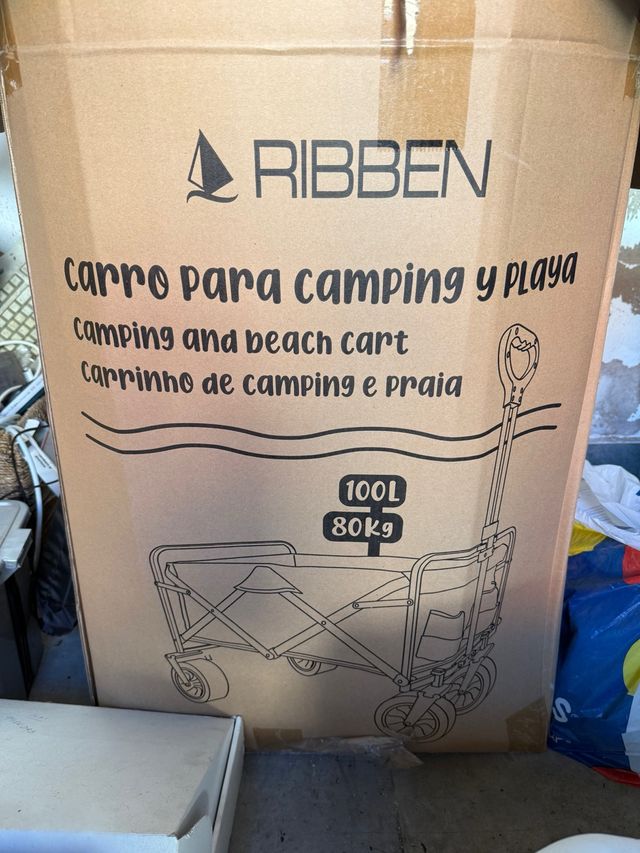 RIBBEN
Carro para camping y playa
Camping and beach cart
Carrinho de camping e praia
100L
80Kg